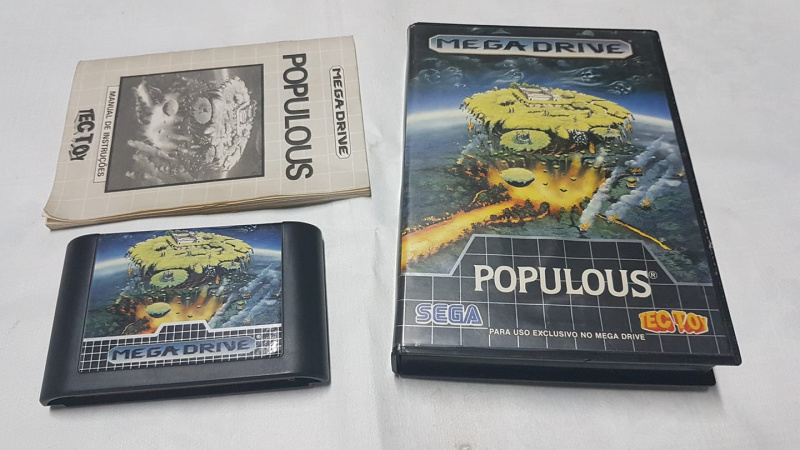 MEGA DRIVE
POPULOUS
MANUAL DE INSTRUÇÕES
TEC TOY
MEGA DRIVE
MEGA DRIVE
POPULOUS®
SEGA
PARA USO EXCLUSIVO NO MEGA DRIVE
TEC TOY